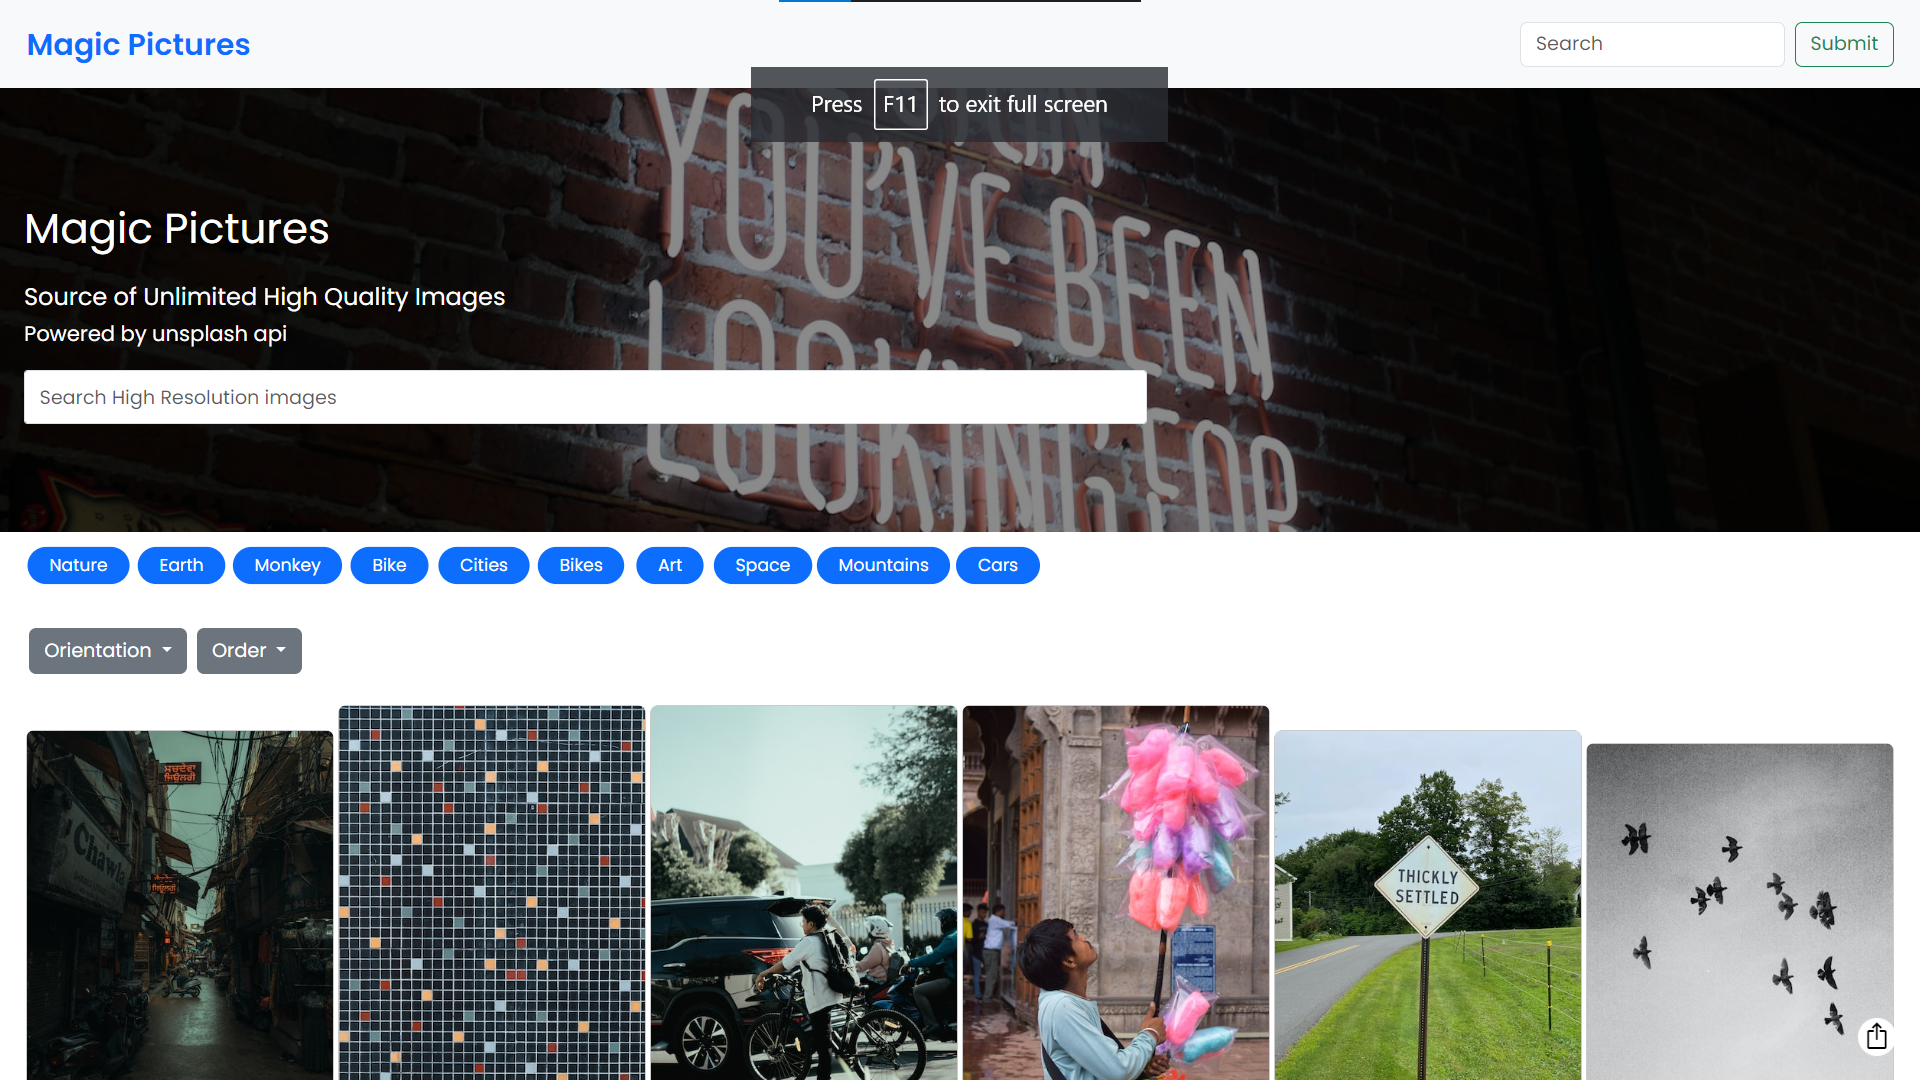 Magic Pictures
Search
Submit
Press F11 to exit full screen
YOU'VE BEEN
LOOKING FOR
Magic Pictures
Source of Unlimited High Quality Images
Powered by unsplash api
Search High Resolution images
Nature
Earth
Monkey
Bike
Cities
Bikes
Art
Space
Mountains
Cars
Orientation
Order
Chawla
THICKLY
SETTLED